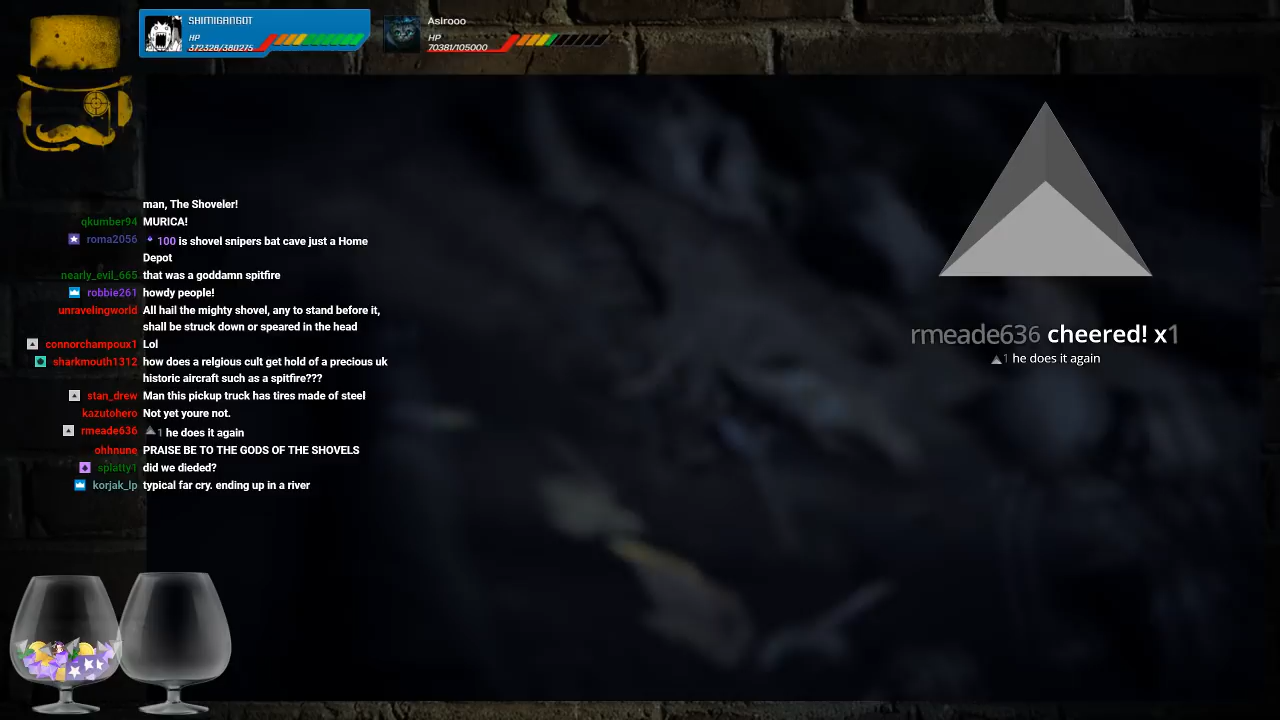 SHIMIGANGOT
HP
372328/380275
Asirooo
HP
70381/105000
man, The Shoveler!
qkumber94 MURICA!
roma2056 100 is shovel snipers bat cave just a Home
Depot
nearly_evil_665 that was a goddamn spitfire
robbie261 howdy people!
unravelingworld All hail the mighty shovel, any to stand before it,
shall be struck down or speared in the head
connorchampoux1 Lol
sharkmouth1312 how does a relgious cult get hold of a precious uk
historic aircraft such as a spitfire???
stan_drew Man this pickup truck has tires made of steel
kazutohero Not yet youre not.
rmeade636 1 he does it again
ohhnune PRAISE BE TO THE GODS OF THE SHOVELS
splatty1 did we dieded?
korjak_lp typical far cry. ending up in a river
rmeade636 cheered! x1
1 he does it again